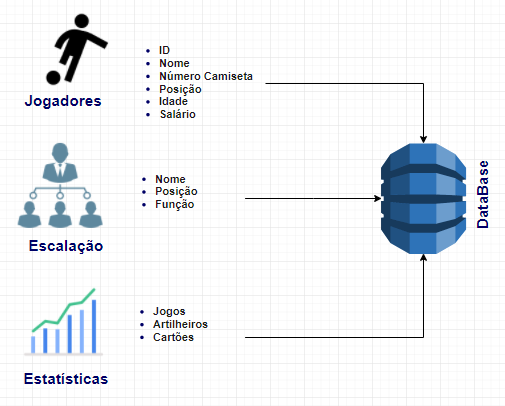 Jogadores
ID
Nome
Número Camiseta
Posição
Idade
Salário
Escalação
Nome
Posição
Função
Estatísticas
Jogos
Artilheiros
Cartões
DataBase